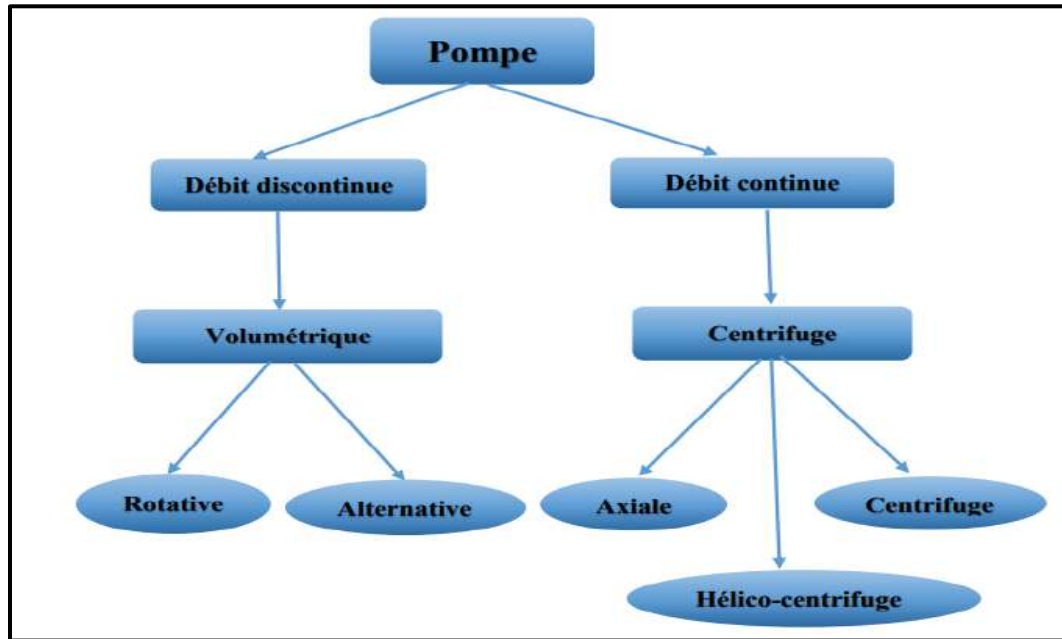 Pompe
Débit discontinue
Débit continue
Volumétrique
Centrifuge
Rotative
Alternative
Axiale
Centrifuge
Hélico-centrifuge